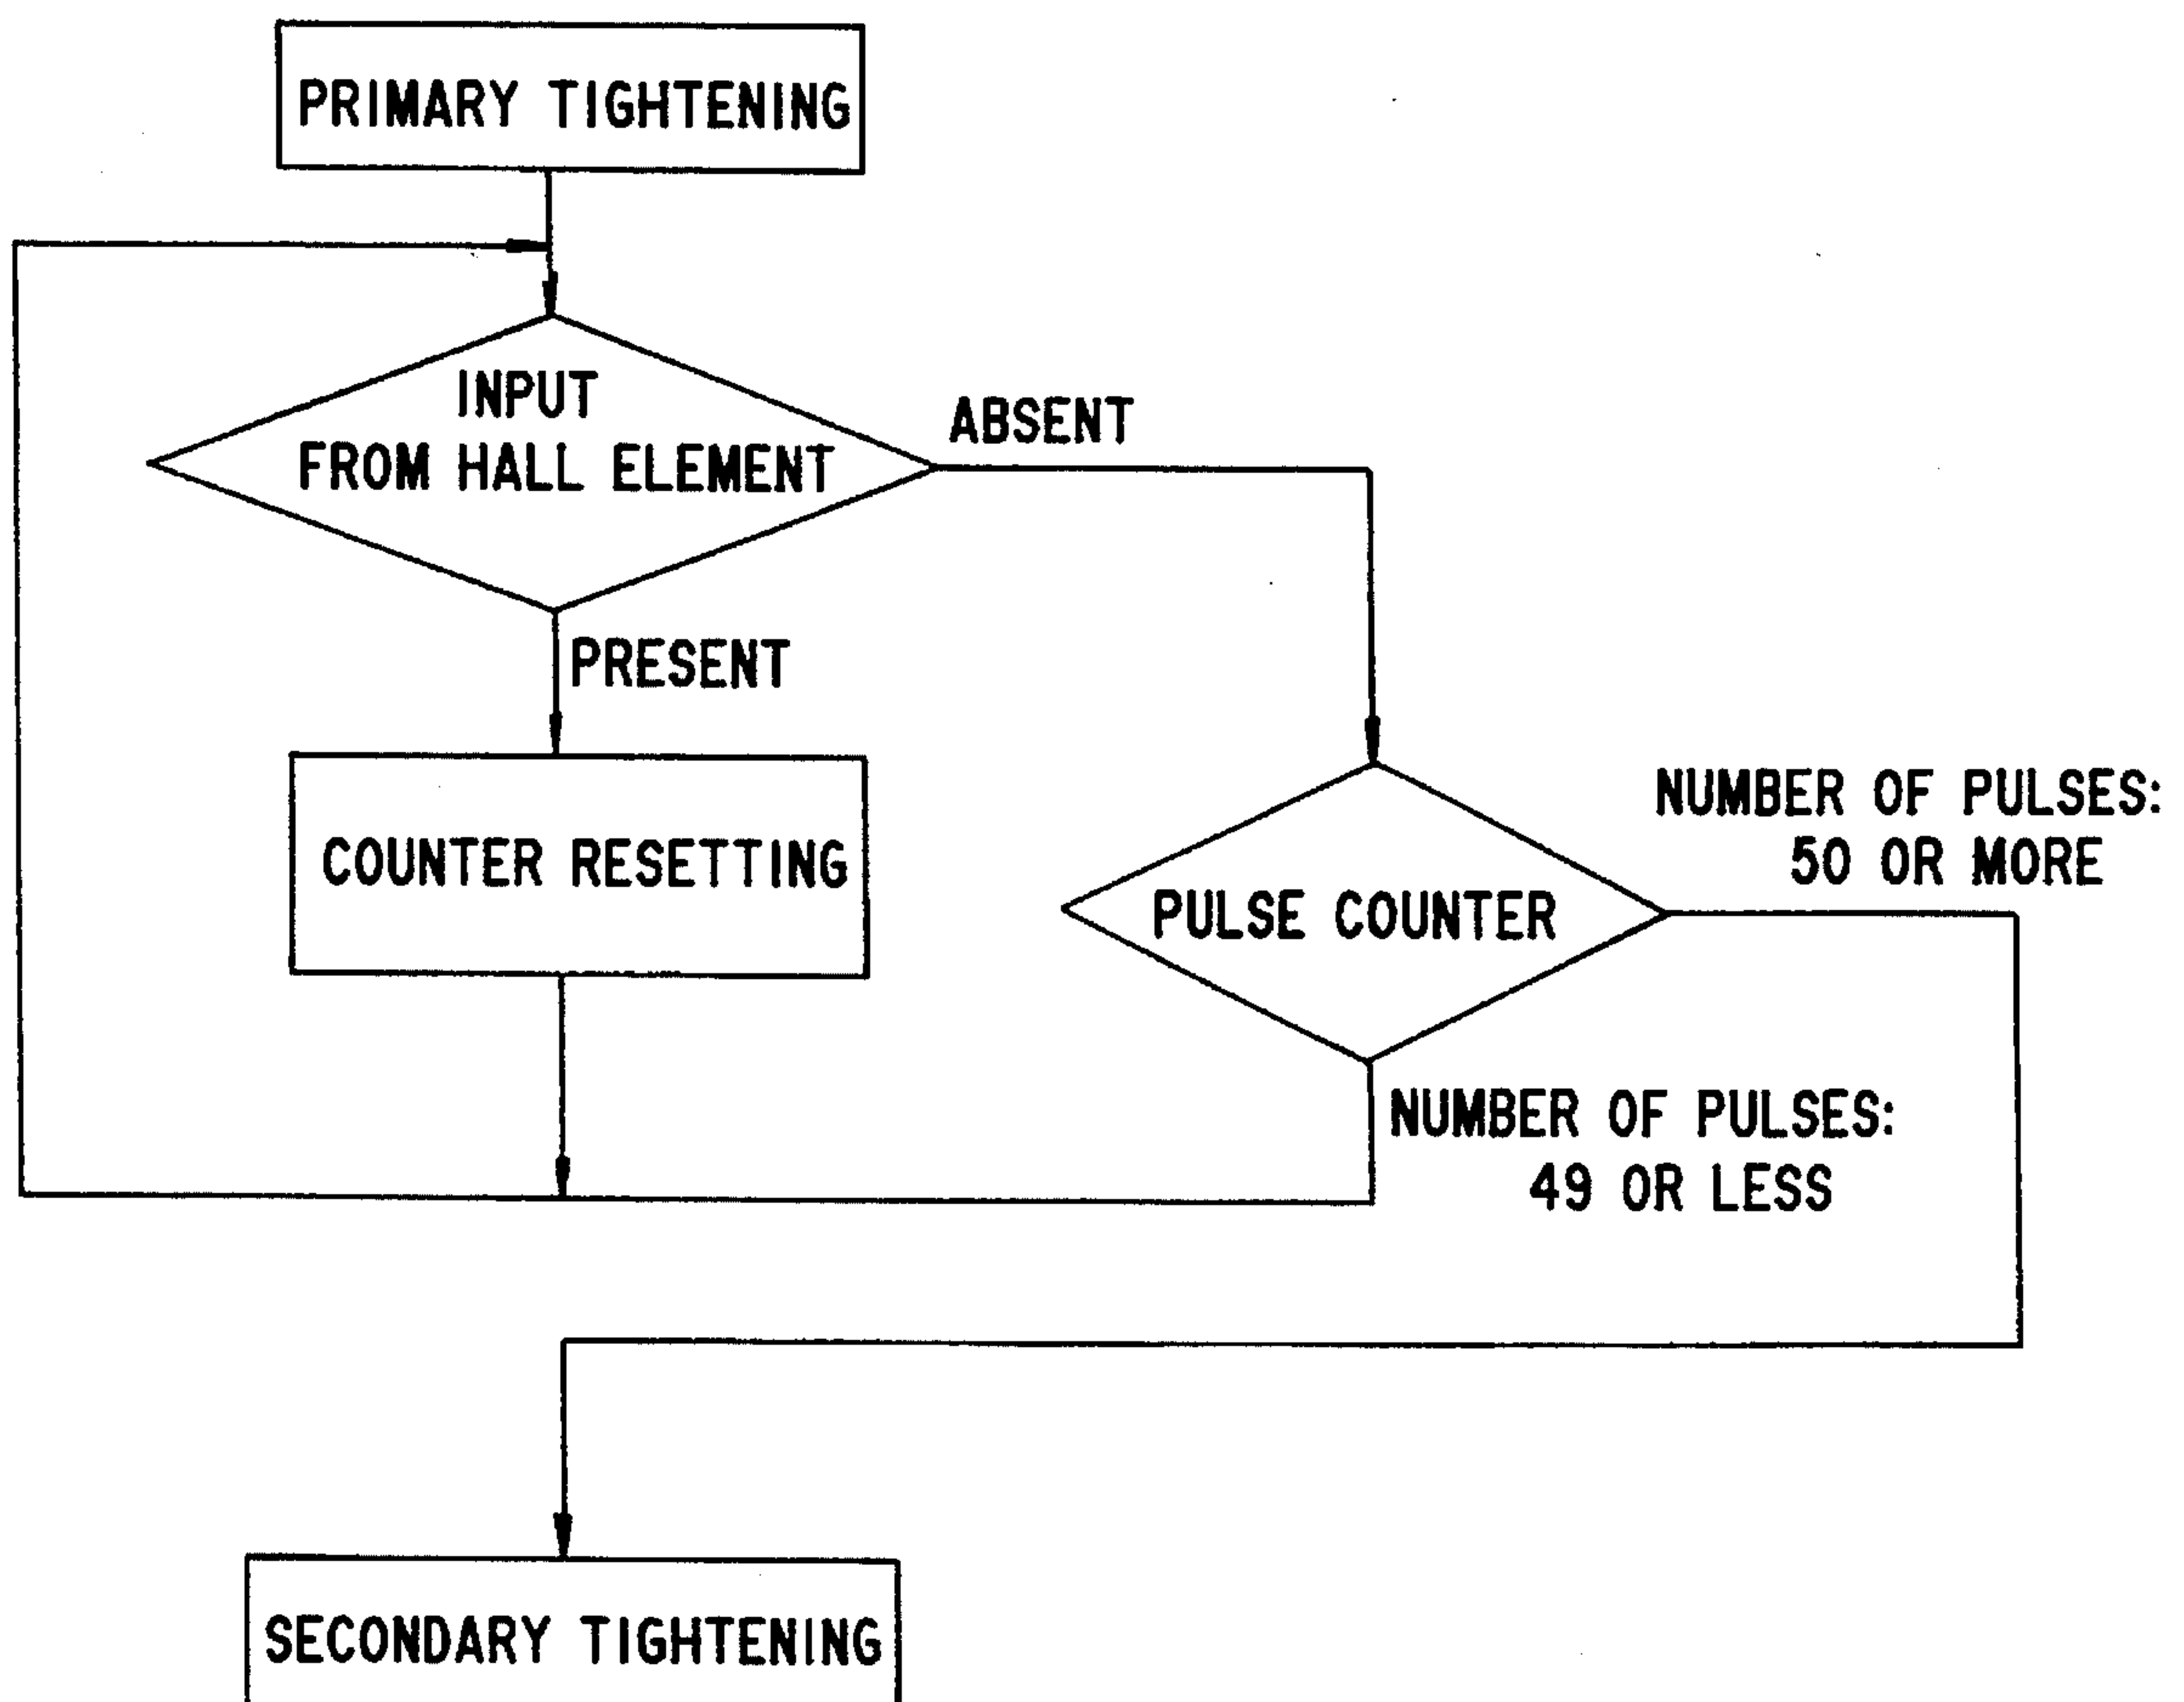 PRIMARY TIGHTENING
INPUT
FROM HALL ELEMENT
ABSENT
PRESENT
COUNTER RESETTING
PULSE COUNTER
NUMBER OF PULSES:
50 OR MORE
NUMBER OF PULSES:
49 OR LESS
SECONDARY TIGHTENING